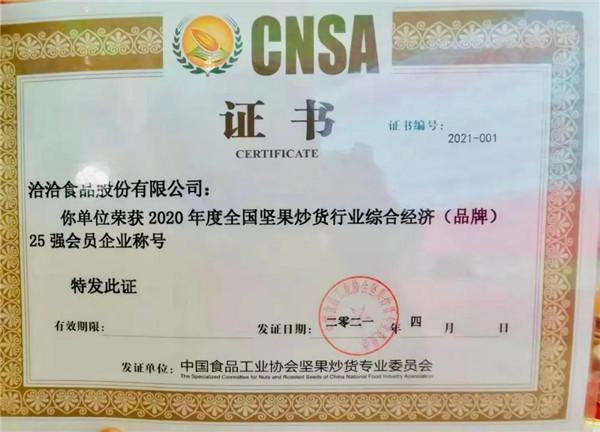 CNSA
证书
CERTIFICATE
证书编号：
2021-001
洽洽食品股份有限公司：
你单位荣获 2020 年度全国坚果炒货行业综合经济（品牌）
25 强会员企业称号
特发此证
有效期限：
发证日期：二零二一 年 四 月 日
发证单位：中国食品工业协会坚果炒货专业委员会
The Specialized Committee for Nuts and Roasted Seeds of China National Food Industry Association